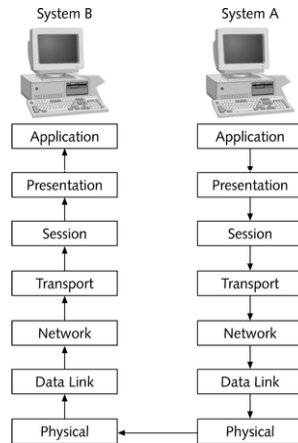 System B
System A
Application
Application
Presentation
Presentation
Session
Session
Transport
Transport
Network
Network
Data Link
Data Link
Physical
Physical